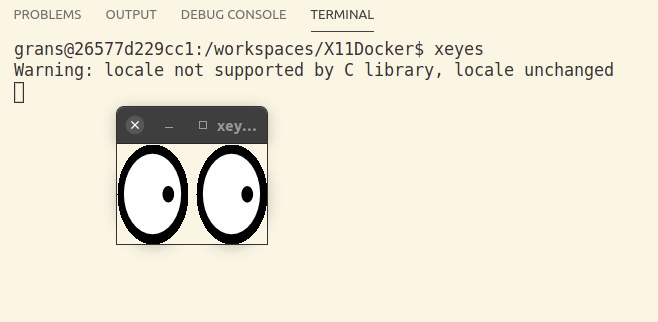 PROBLEMS OUTPUT DEBUG CONSOLE TERMINAL
grans@26577d229cc1:/workspaces/X11Docker$ xeyes
Warning: locale not supported by C library, locale unchanged
xey...